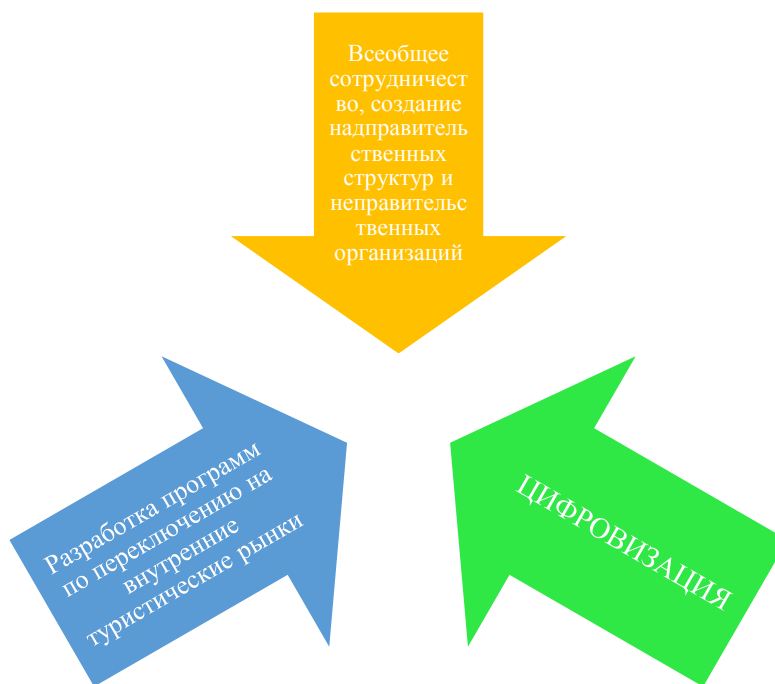 Всеобщее
сотрудничест
во, создание
надправитель
ственных
структур и
неправительс
твенных
организаций
Разработка программ
по переключению на
внутренние
туристические рынки
ЦИФРОВИЗАЦИЯ